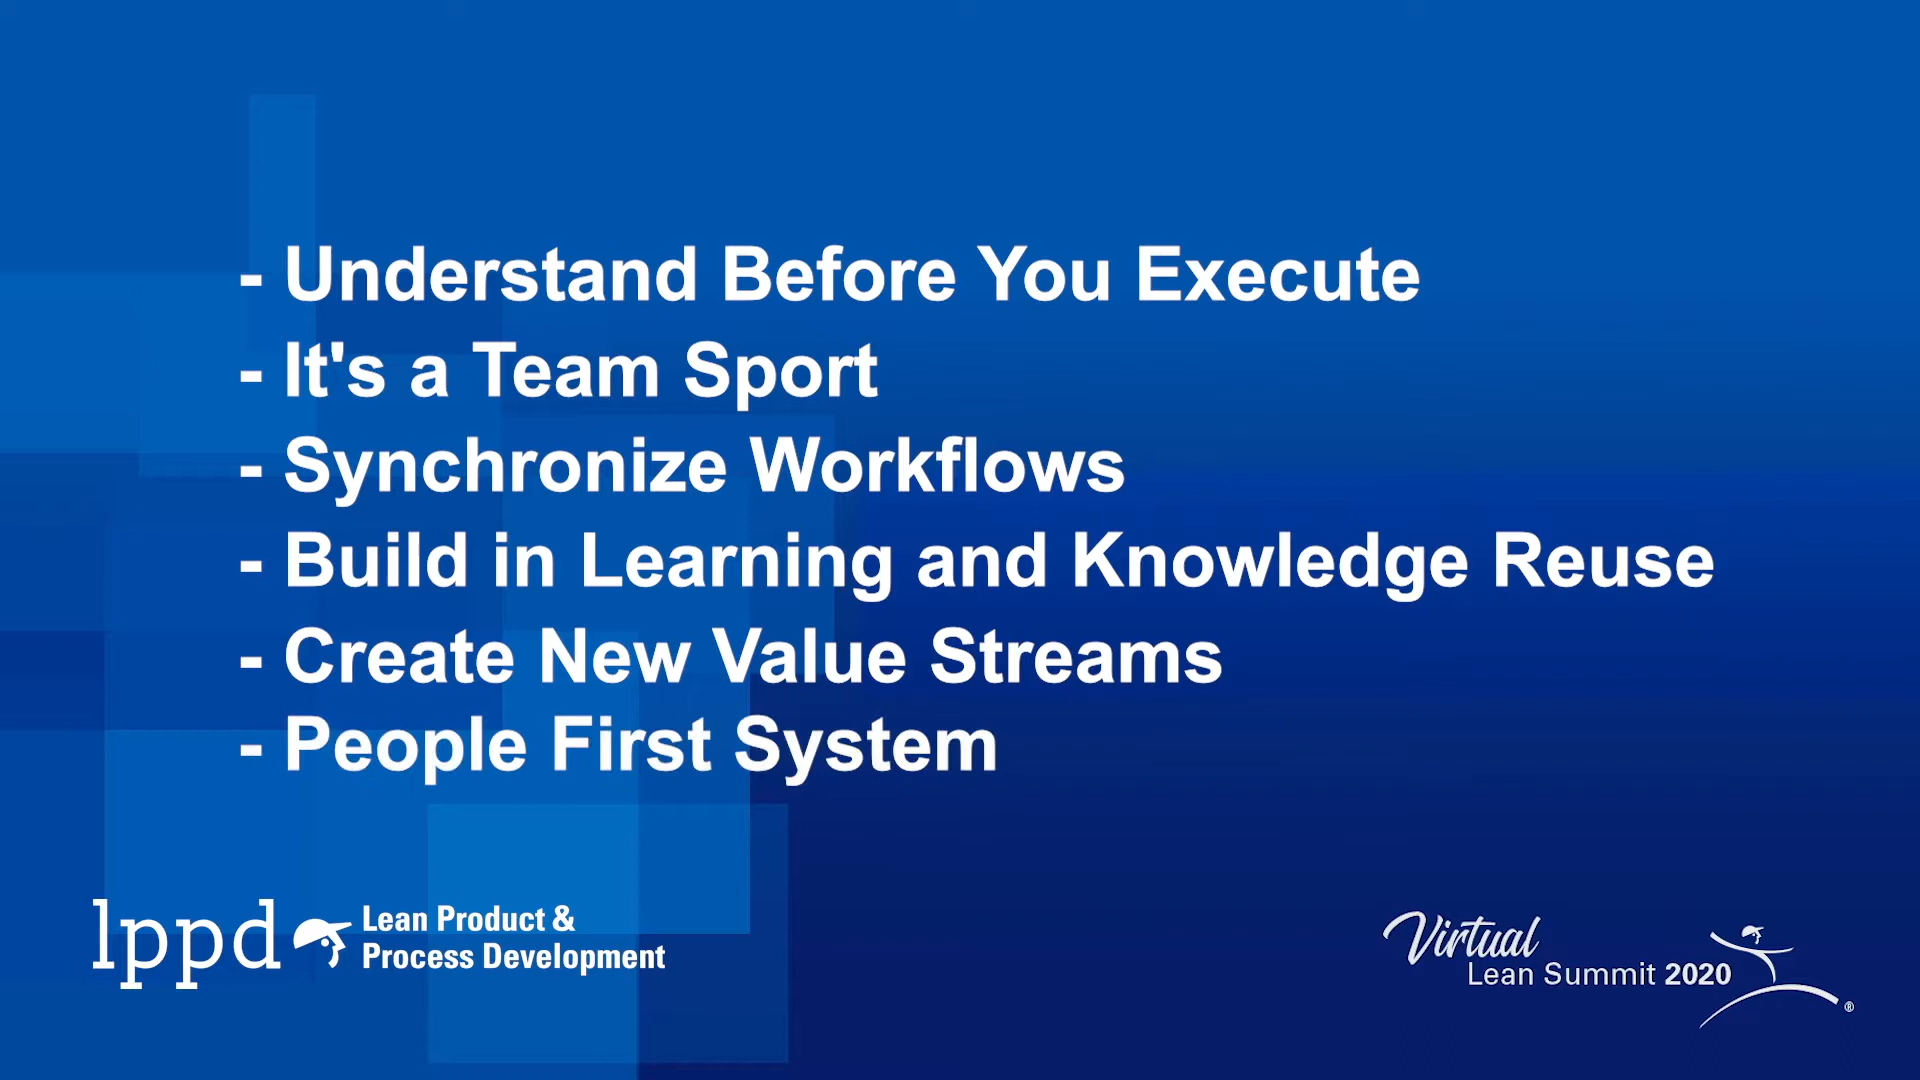 - Understand Before You Execute
- It's a Team Sport
- Synchronize Workflows
- Build in Learning and Knowledge Reuse
- Create New Value Streams
- People First System
lppd
Lean Product &
Process Development
Virtual
Lean Summit 2020
®